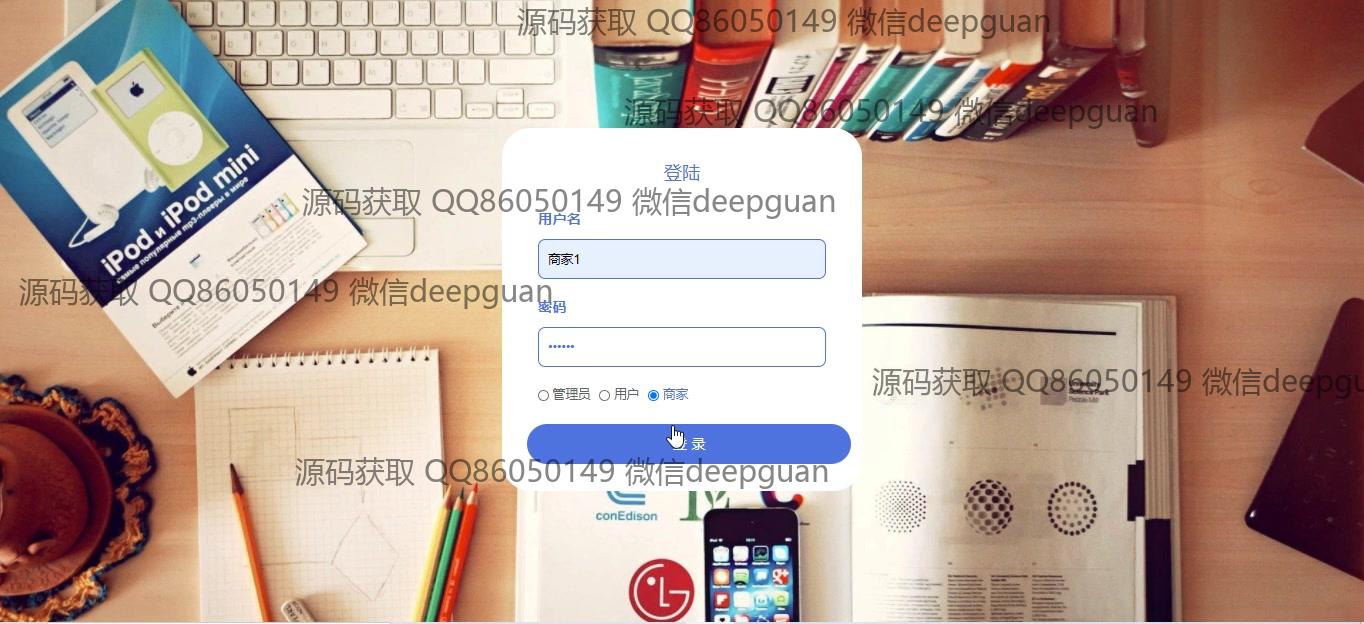 源码获取 QQ86050149 微信deepguan
源码获取 QQ86050149 微信deepguan
登陆
源码获取 QQ86050149 微信deepguan
用户名
商家1
源码获取 QQ86050149 微信deepguan
密码
••••••
源码获取 QQ86050149 微信deepgu
管理员 用户 商家
登 录
源码获取 QQ86050149 微信deepguan
iPod и iPod mini
самые популярные mp3-плееры в мире
conEdison
LG